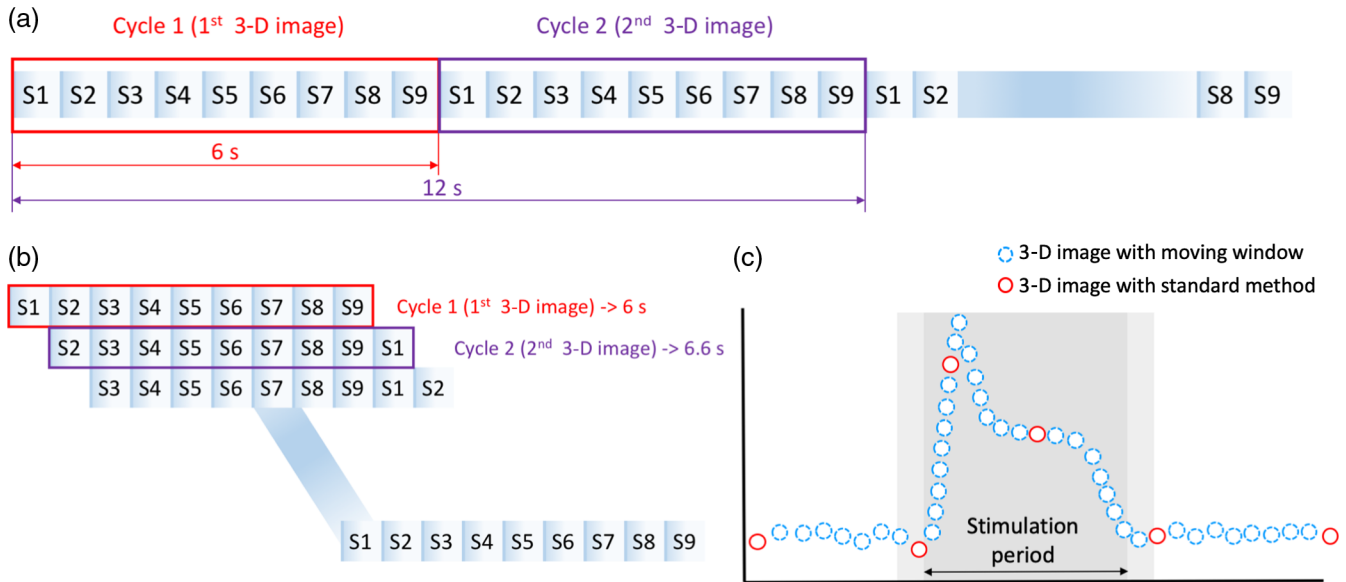 (a)
Cycle 1 (1st 3-D image)
Cycle 2 (2nd 3-D image)
S1 S2 S3 S4 S5 S6 S7 S8 S9 S1 S2 S3 S4 S5 S6 S7 S8 S9 S1 S2 S8 S9
6 s
12 s
(b)
S1 S2 S3 S4 S5 S6 S7 S8 S9 Cycle 1 (1st 3-D image) -> 6 s
S2 S3 S4 S5 S6 S7 S8 S9 S1 Cycle 2 (2nd 3-D image) -> 6.6 s
S3 S4 S5 S6 S7 S8 S9 S1 S2
S1 S2 S3 S4 S5 S6 S7 S8 S9
(c)
3-D image with moving window
3-D image with standard method
Stimulation
period